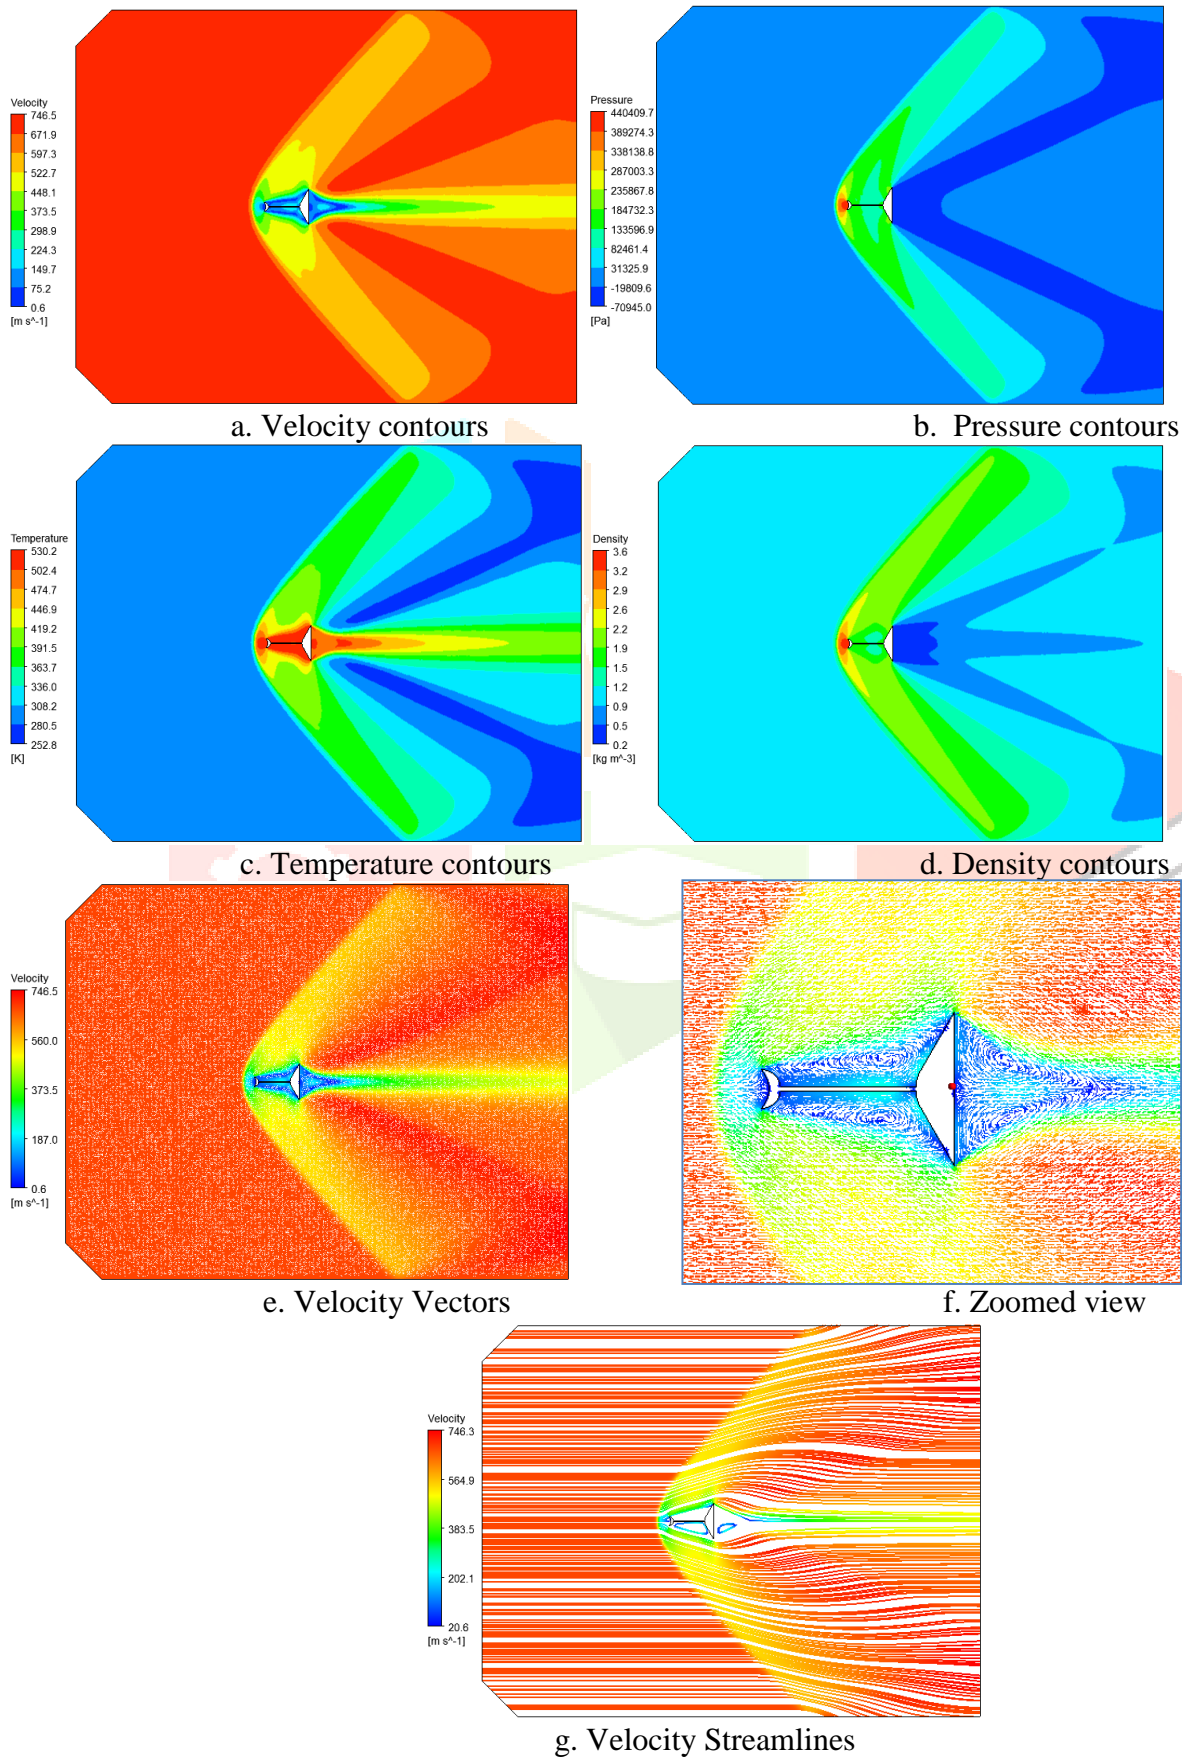 Velocity
746.5
671.9
597.3
522.7
448.1
373.5
298.9
224.3
149.7
75.2
0.6
[m s^-1]
Pressure
440409.7
389274.3
338138.8
287003.3
235867.8
184732.3
133596.9
82461.4
31325.9
-19809.6
-70945.0
[Pa]
a. Velocity contours
b. Pressure contours
Temperature
530.2
502.4
474.7
446.9
419.2
391.5
363.7
336.0
308.2
280.5
252.8
[K]
Density
3.6
3.2
2.9
2.6
2.2
1.9
1.5
1.2
0.9
0.5
0.2
[kg m^-3]
c. Temperature contours
d. Density contours
Velocity
746.5
560.0
373.5
187.0
0.6
[m s^-1]
e. Velocity Vectors
f. Zoomed view
Velocity
746.3
564.9
383.5
202.1
20.6
[m s^-1]
g. Velocity Streamlines